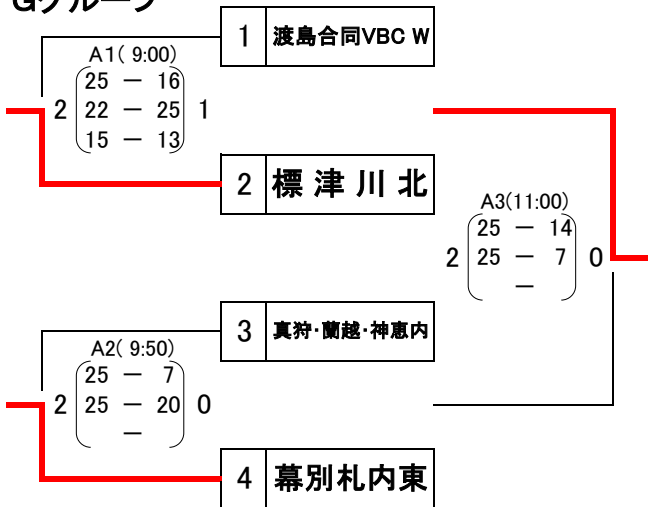 Gグループ
1 渡島合同VBC W
A1( 9:00)
2 25 － 16 1
22 － 25
15 － 13
2 標津川北
A3(11:00)
2 25 － 14 0
25 － 7
－
3 真狩･蘭越･神恵内
A2( 9:50)
2 25 － 7 0
25 － 20
－
4 幕別札内東